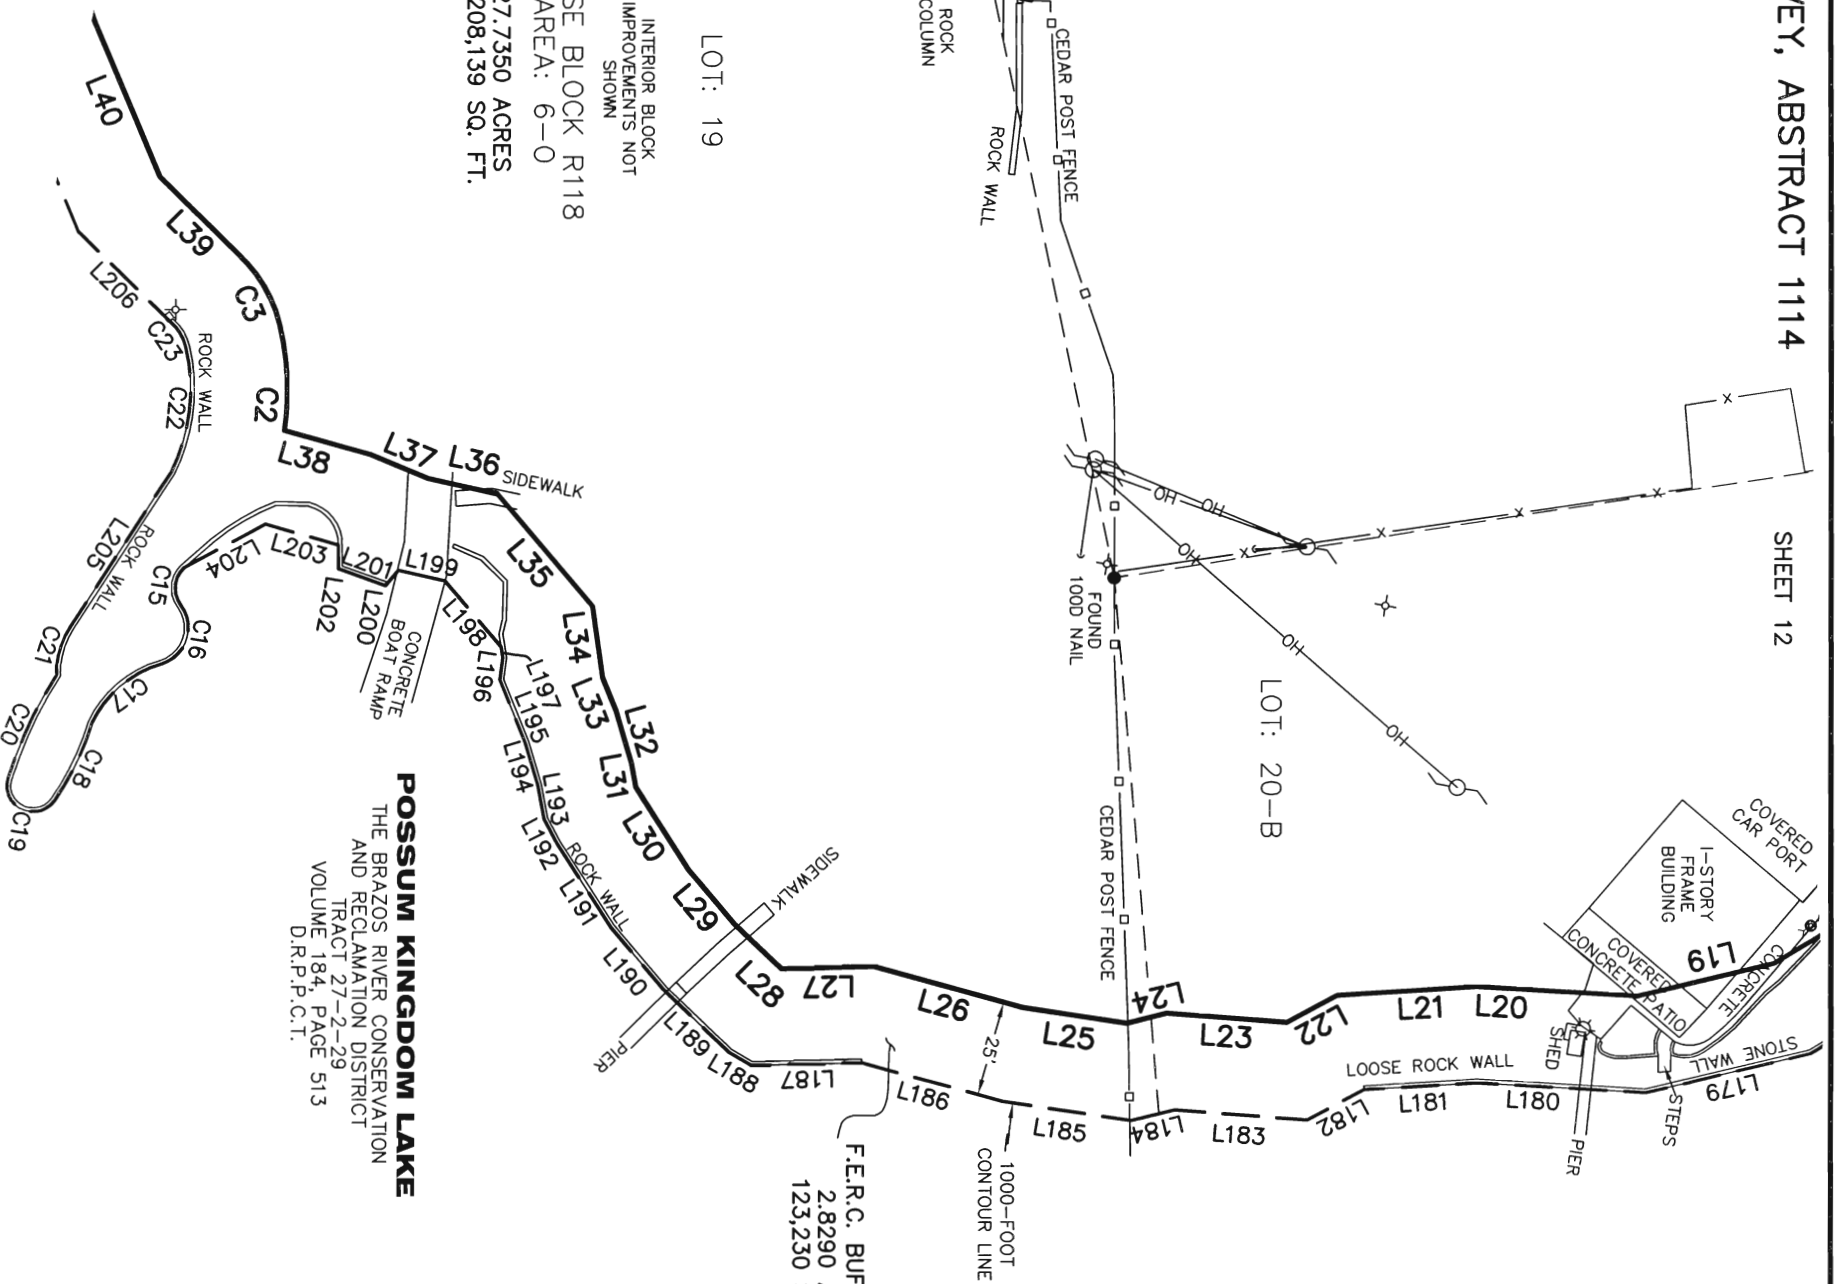 VEY, ABSTRACT 1114
SHEET 12
ROCK
COLUMN
CEDAR POST FENCE
ROCK WALL
LOT: 19
INTERIOR BLOCK
IMPROVEMENTS NOT
SHOWN
SE BLOCK R118
AREA: 6-0
27.7350 ACRES
208,139 SQ. FT.
OH
OH
OH
OH
OH
x
x
x
x
x
FOUND
100D NAIL
LOT: 20-B
CEDAR POST FENCE
COVERED
CAR PORT
1-STORY
FRAME
BUILDING
COVERED
CONCRETE PATIO
CONCRETE
STONE WALL
STEPS
SHED
PIER
LOOSE ROCK WALL
L19
L20
L21
L22
L23
L24
L25
L26
L27
L28
L29
L30
L31
L32
L33
L34
L35
L36
L37
L38
C2
C3
L39
L40
SIDEWALK
SIDEWALK
PIER
ROCK WALL
25'
1000-FOOT
CONTOUR LINE
L179
L180
L181
L182
L183
L184
L185
L186
L187
L188
L189
L190
L191
L192
L193
L194
L195
L196
L197
L198
L199
L200
L201
L202
L203
L204
C15
C16
C17
C18
C19
C20
C21
L205
C22
C23
L206
ROCK WALL
ROCK WALL
CONCRETE
BOAT RAMP
POSSUM KINGDOM LAKE
THE BRAZOS RIVER CONSERVATION
AND RECLAMATION DISTRICT
TRACT 27-2-29
VOLUME 184, PAGE 513
D.R.P.P.C.T.
F.E.R.C. BUF
2.8290
123,230